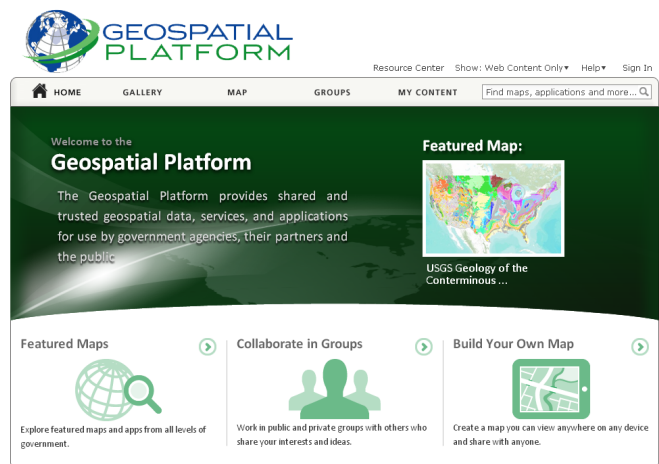 GEOSPATIAL
PLATFORM
Resource Center Show: Web Content Only▾ Help▾ Sign In
HOME GALLERY MAP GROUPS MY CONTENT Find maps, applications and more...
Welcome to the
Geospatial Platform
The Geospatial Platform provides shared and
trusted geospatial data, services, and applications
for use by government agencies, their partners and
the public
Featured Map:
USGS Geology of the
Conterminous ...
Featured Maps
Explore featured maps and apps from all levels of
government.
Collaborate in Groups
Work in public and private groups with others who
share your interests and ideas.
Build Your Own Map
Create a map you can view anywhere on any device
and share with anyone.